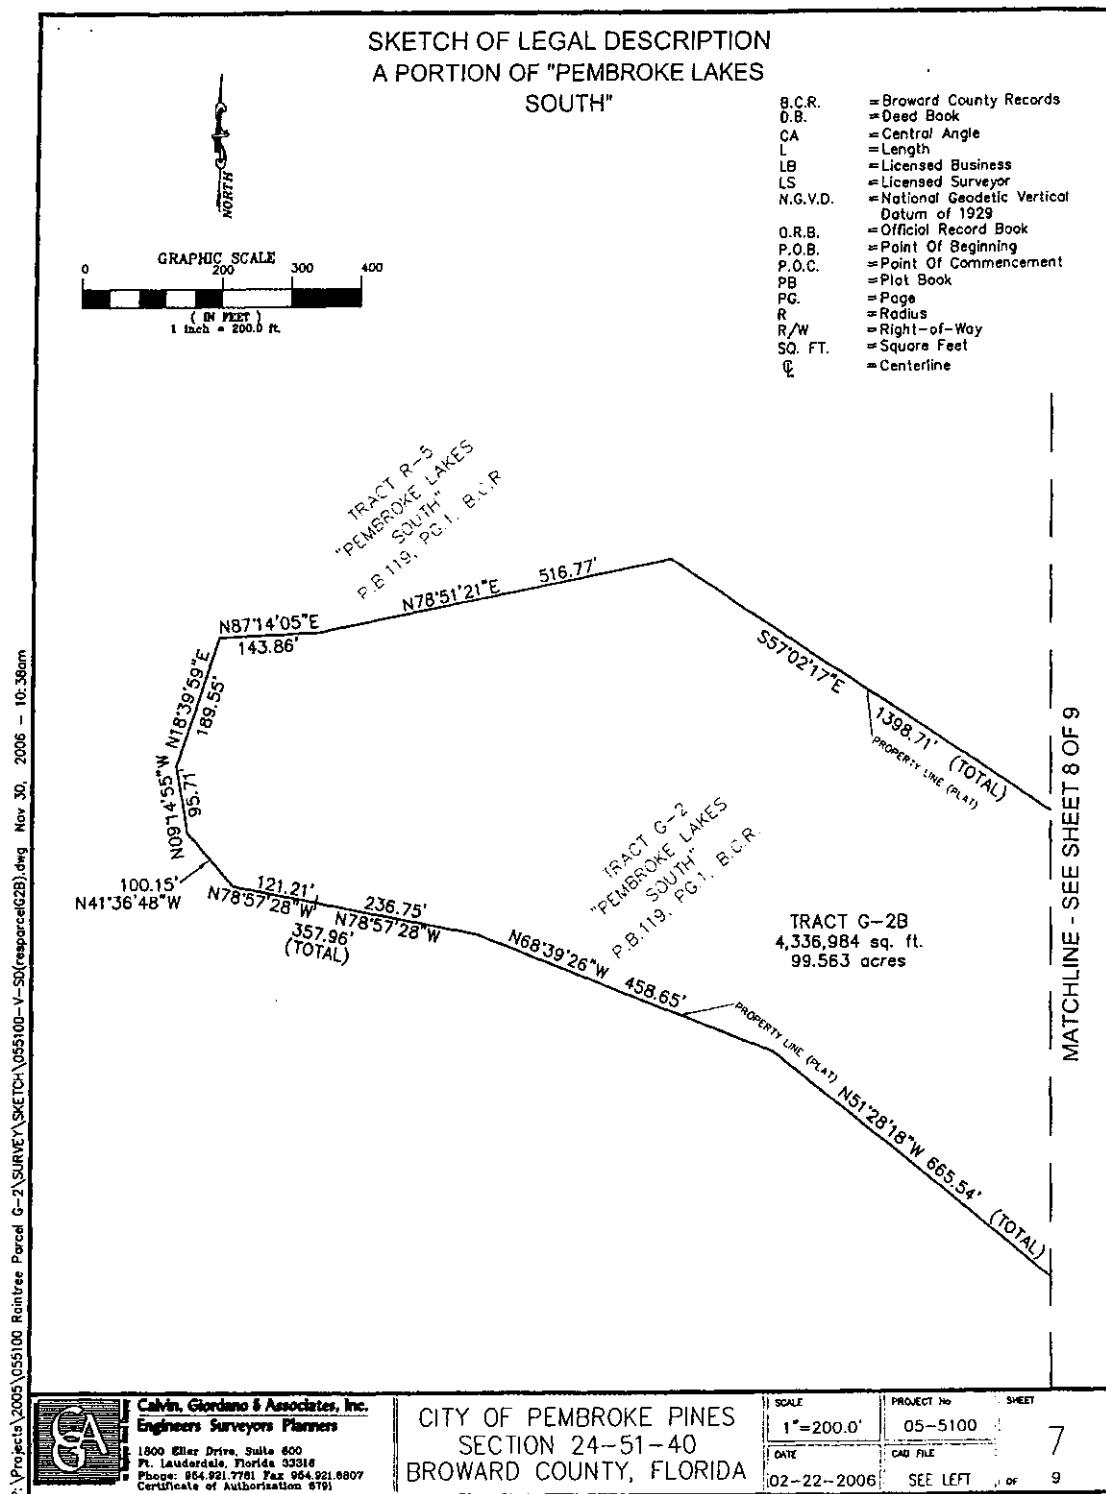 SKETCH OF LEGAL DESCRIPTION
A PORTION OF "PEMBROKE LAKES
SOUTH"
NORTH
GRAPHIC SCALE
0 200 300 400
( IN FEET )
1 inch = 200.0 ft.
B.C.R. =Broward County Records
D.B. =Deed Book
CA =Central Angle
L =Length
LB =Licensed Business
LS =Licensed Surveyor
N.G.V.D. =National Geodetic Vertical
Datum of 1929
O.R.B. =Official Record Book
P.O.B. =Point Of Beginning
P.O.C. =Point Of Commencement
PB =Plat Book
PG. =Page
R =Radius
R/W =Right-of-Way
SQ. FT. =Square Feet
℄ =Centerline
TRACT R-5
"PEMBROKE LAKES
SOUTH"
P.B.119, PG.1, B.C.R
N87°14'05"E
143.86'
N78°51'21"E
516.77'
S57°02'17"E
1398.71' (TOTAL)
PROPERTY LINE (PLAT)
N18°39'59"E
189.55'
N09°14'55"W
95.71'
100.15'
N41°36'48"W
121.21'
N78°57'28"W
236.75'
N78°57'28"W
357.96'
(TOTAL)
N68°39'26"W
458.65'
PROPERTY LINE (PLAT)
TRACT G-2
"PEMBROKE LAKES
SOUTH"
P.B.119, PG.1, B.C.R.
TRACT G-2B
4,336,984 sq. ft.
99.563 acres
N51°28'18"W 665.54' (TOTAL)
MATCHLINE - SEE SHEET 8 OF 9
P:\Projects\2005\055100 Raintree Parcel G-2\SURVEY\SKETCH\055100-V-SD(resparcelG2B).dwg Nov 30, 2006 - 10:38am
Calvin, Giordano & Associates, Inc.
Engineers Surveyors Planners
1800 Eller Drive, Suite 600
Ft. Lauderdale, Florida 33316
Phone: 954.921.7781 Fax 954.921.8807
Certificate of Authorization 6791
CITY OF PEMBROKE PINES
SECTION 24-51-40
BROWARD COUNTY, FLORIDA
SCALE
1"=200.0'
DATE
02-22-2006
PROJECT No
05-5100
CAD FILE
SEE LEFT
SHEET
7
OF 9